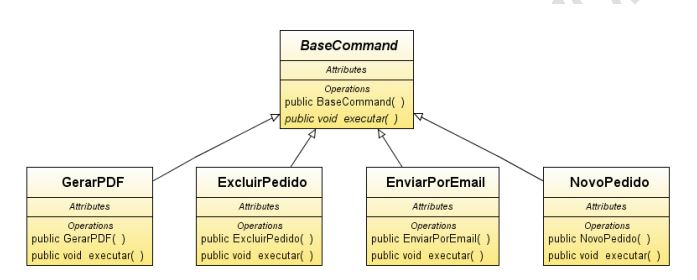 BaseCommand
Attributes
Operations
public BaseCommand( )
public void executar( )
GerarPDF
Attributes
Operations
public GerarPDF( )
public void executar( )
ExcluirPedido
Attributes
Operations
public ExcluirPedido( )
public void executar( )
EnviarPorEmail
Attributes
Operations
public EnviarPorEmail( )
public void executar( )
NovoPedido
Attributes
Operations
public NovoPedido( )
public void executar( )